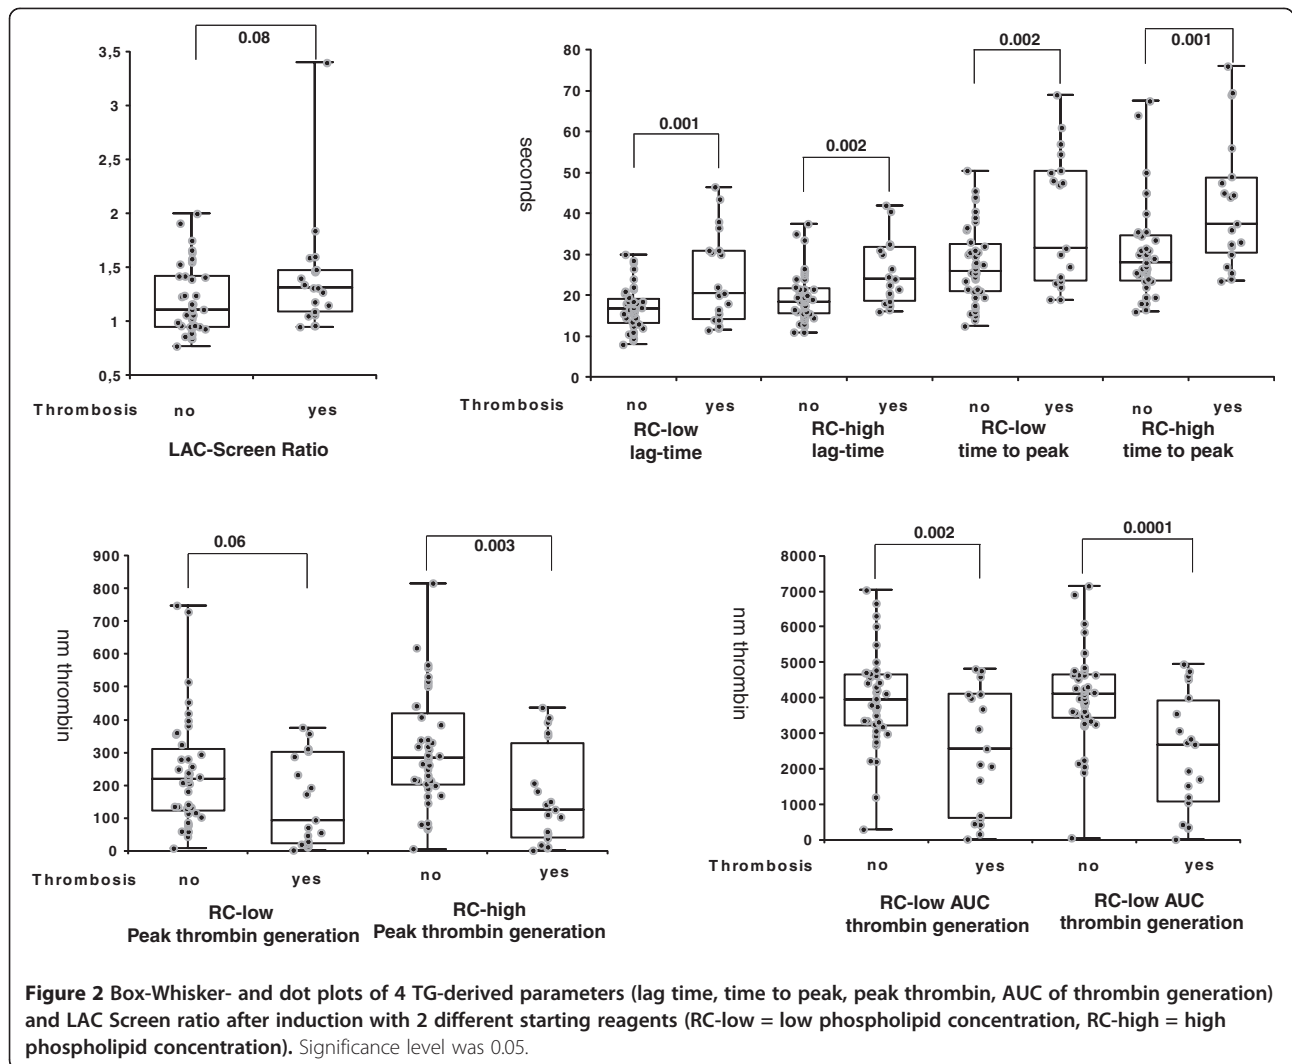 0.08
3,5
3
2,5
2
1,5
1
0,5
Thrombosis no yes
LAC-Screen Ratio
seconds
80
70
60
50
40
30
20
10
0
0.001
0.002
0.002
0.001
Thrombosis no yes no yes no yes no yes
RC-low
lag-time
RC-high
lag-time
RC-low
time to peak
RC-high
time to peak
nm thrombin
900
800
700
600
500
400
300
200
100
0
0.06
0.003
Thrombosis no yes no yes
RC-low
Peak thrombin generation
RC-high
Peak thrombin generation
nm thrombin
8000
7000
6000
5000
4000
3000
2000
1000
0
0.002
0.0001
Thrombosis no yes no yes
RC-low AUC
thrombin generation
RC-low AUC
thrombin generation
Figure 2 Box-Whisker- and dot plots of 4 TG-derived parameters (lag time, time to peak, peak thrombin, AUC of thrombin generation)
and LAC Screen ratio after induction with 2 different starting reagents (RC-low = low phospholipid concentration, RC-high = high
phospholipid concentration). Significance level was 0.05.